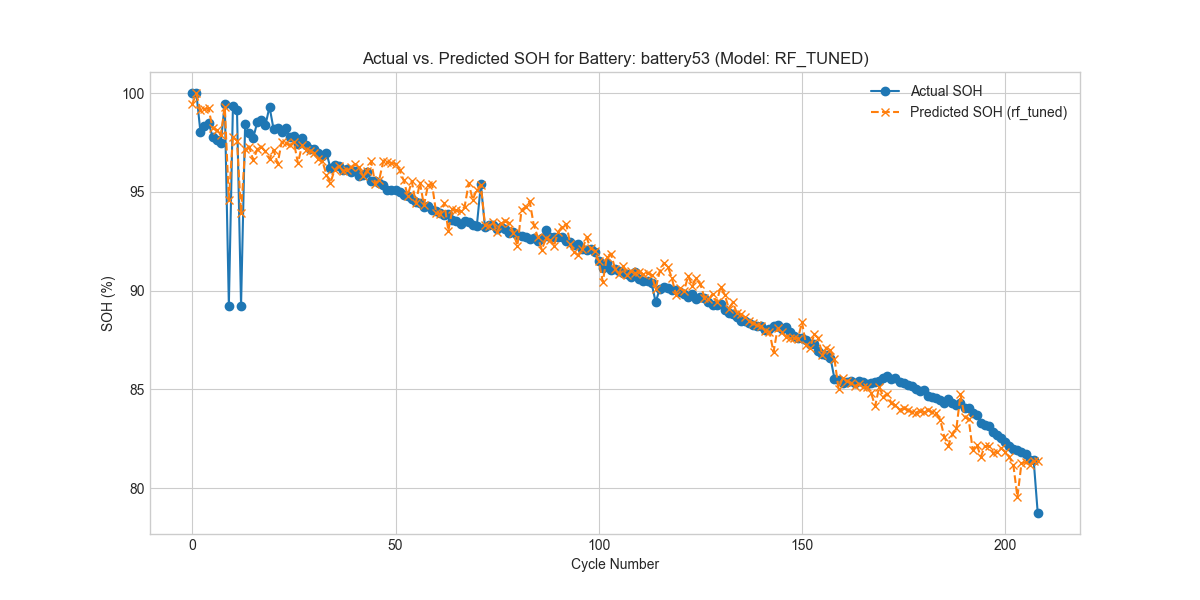 Actual vs. Predicted SOH for Battery: battery53 (Model: RF_TUNED)
Actual SOH
Predicted SOH (rf_tuned)
SOH (%)
100
95
90
85
80
0 50 100 150 200
Cycle Number